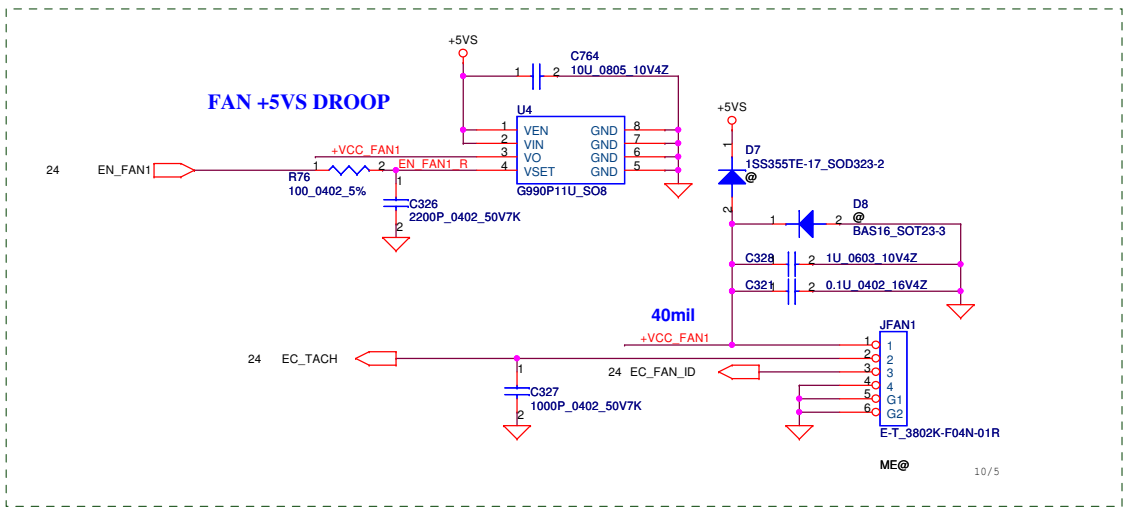 +5VS
C764
1 2 10U_0805_10V4Z
FAN +5VS DROOP
U4
+5VS
1 VEN GND 8
2 VIN GND 7
+VCC_FAN1 3 VO GND 6
EN_FAN1_R 4 VSET GND 5
G990P11U_SO8
24 EN_FAN1
1 2
R76
100_0402_5%
1
C326
2200P_0402_50V7K
2
1
D7
1SS355TE-17_SOD323-2
@
2
D8
@
1 2
BAS16_SOT23-3
C328 1 2 1U_0603_10V4Z
C321 1 2 0.1U_0402_16V4Z
40mil
+VCC_FAN1
JFAN1
1 1
2 2
3 3
4 4
5 G1
6 G2
E-T_3802K-F04N-01R
24 EC_TACH
24 EC_FAN_ID
1
C327
1000P_0402_50V7K
2
ME@
10/5